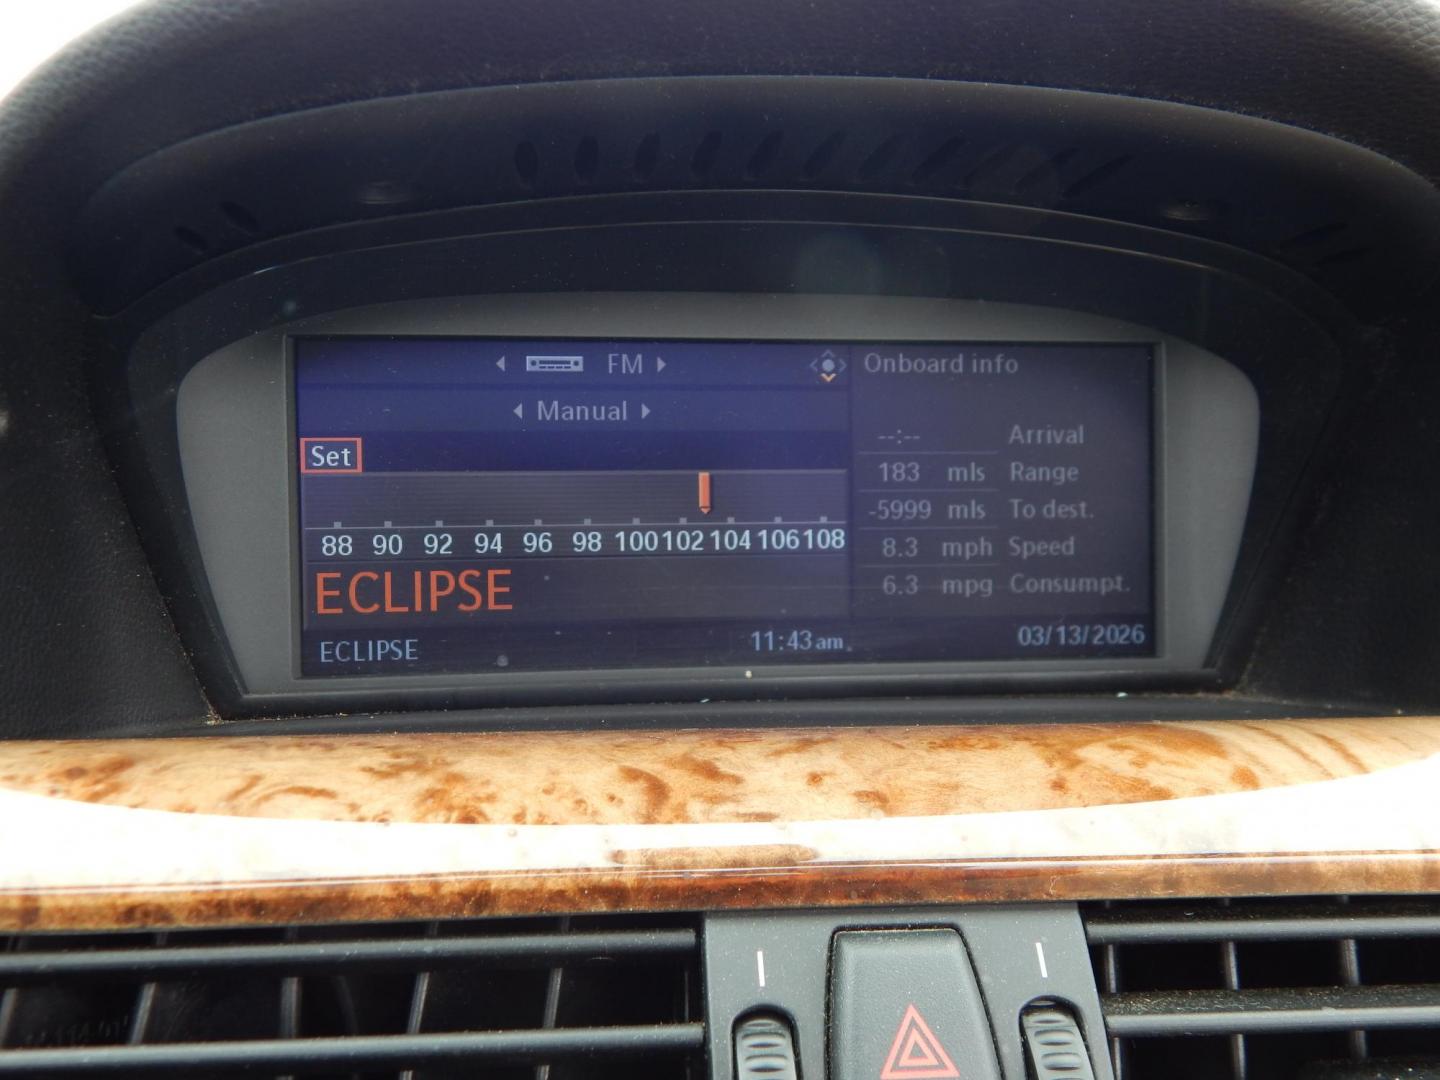 FM
Manual
Set
88 90 92 94 96 98 100 102 104 106 108
ECLIPSE
ECLIPSE
11:43am
Onboard info
--:-- Arrival
183 mls Range
-5999 mls To dest.
8.3 mph Speed
6.3 mpg Consumpt.
03/13/2026